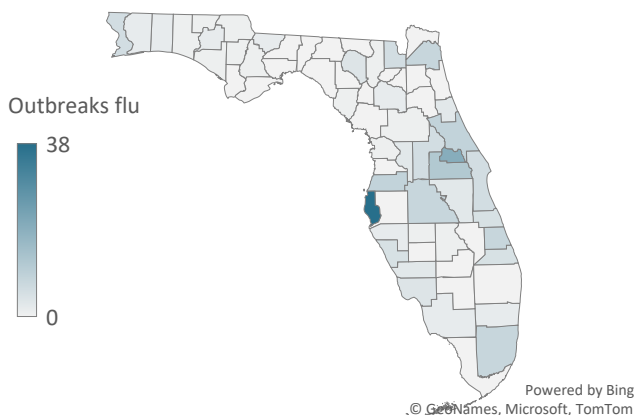 Outbreaks flu
38
0
Powered by Bing
© GeoNames, Microsoft, TomTom